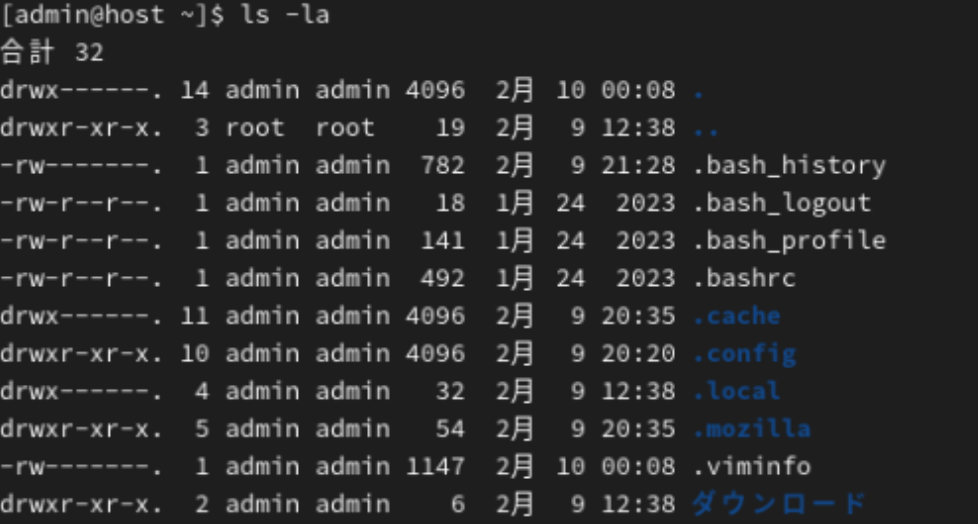 [admin@host ~]$ ls -la
合計 32
drwx------. 14 admin admin 4096  2月 10 00:08 .
drwxr-xr-x.  3 root  root    19  2月  9 12:38 ..
-rw-------.  1 admin admin  782  2月  9 21:28 .bash_history
-rw-r--r--.  1 admin admin   18  1月 24  2023 .bash_logout
-rw-r--r--.  1 admin admin  141  1月 24  2023 .bash_profile
-rw-r--r--.  1 admin admin  492  1月 24  2023 .bashrc
drwx------. 11 admin admin 4096  2月  9 20:35 .cache
drwxr-xr-x. 10 admin admin 4096  2月  9 20:20 .config
drwx------.  4 admin admin   32  2月  9 12:38 .local
drwxr-xr-x.  5 admin admin   54  2月  9 20:35 .mozilla
-rw-------.  1 admin admin 1147  2月 10 00:08 .viminfo
drwxr-xr-x.  2 admin admin    6  2月  9 12:38 ダウンロード